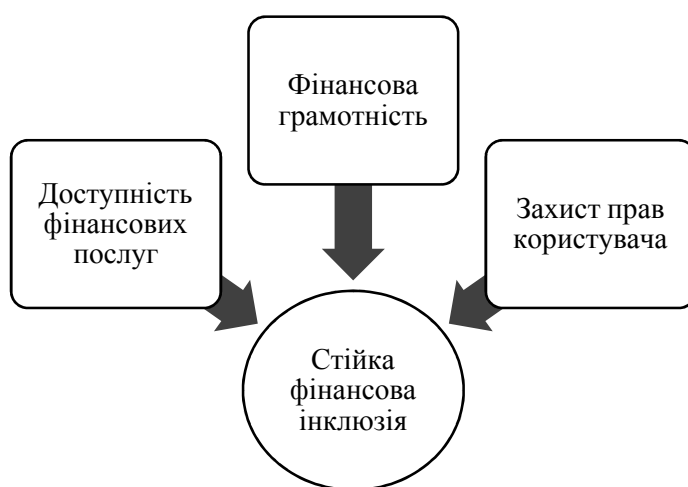 Фінансова
грамотність
Доступність
фінансових
послуг
Захист прав
користувача
Стійка
фінансова
інклюзія